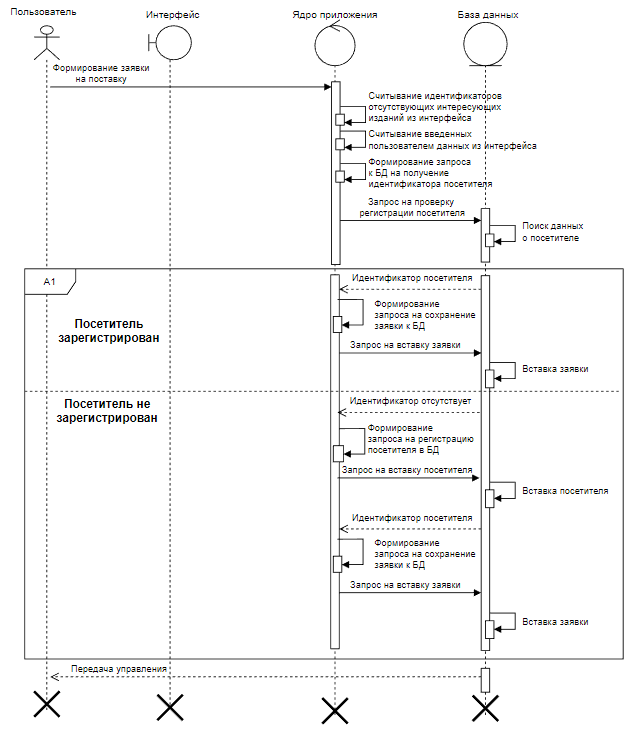 Пользователь
Интерфейс
Ядро приложения
База данных
Формирование заявки
на поставку
Считывание идентификаторов
отсутствующих интересующих
изданий из интерфейса
Считывание введенных
пользователем данных из интерфейса
Формирование запроса
к БД на получение
идентификатора посетителя
Запрос на проверку
регистрации посетителя
Поиск данных
о посетителе
А1
Идентификатор посетителя
Посетитель
зарегистрирован
Формирование
запроса на сохранение
заявки к БД
Запрос на вставку заявки
Вставка заявки
Посетитель не
зарегистрирован
Идентификатор отсутствует
Формирование
запроса на регистрацию
посетителя в БД
Запрос на вставку посетителя
Вставка посетителя
Идентификатор посетителя
Формирование
запроса на сохранение
заявки к БД
Запрос на вставку заявки
Вставка заявки
Передача управления